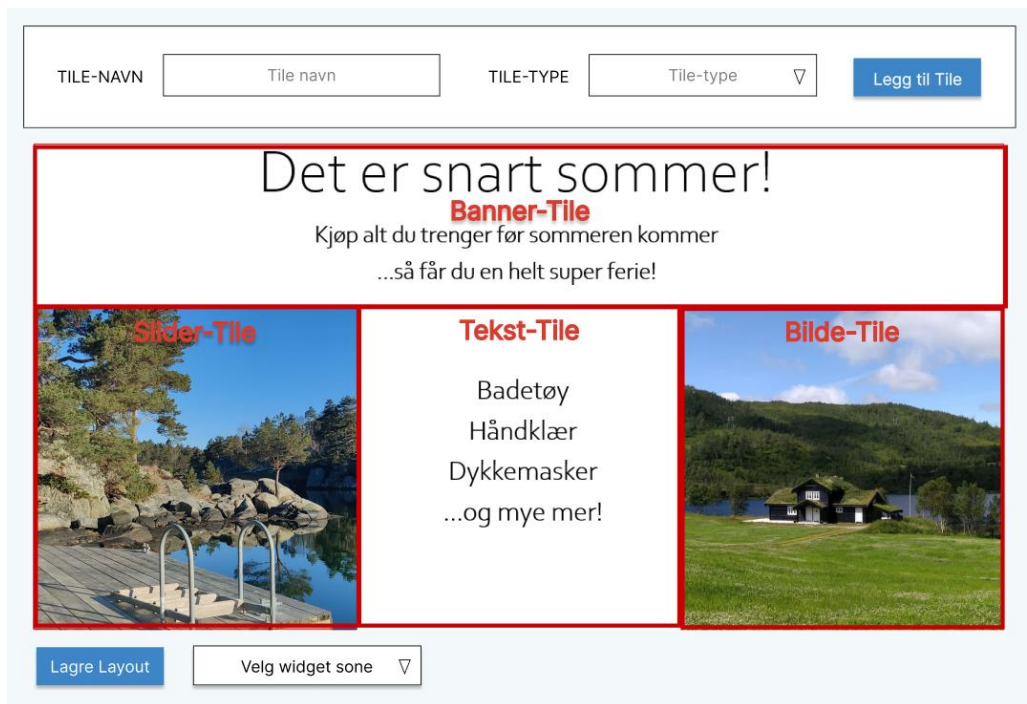 TILE-NAVN
Tile navn
TILE-TYPE
Tile-type
Legg til Tile
Det er snart sommer!
Banner-Tile
Kjøp alt du trenger før sommeren kommer
...så får du en helt super ferie!
Slider-Tile
Tekst-Tile
Bilde-Tile
Badetøy
Håndklær
Dykkemasker
...og mye mer!
Lagre Layout
Velg widget sone